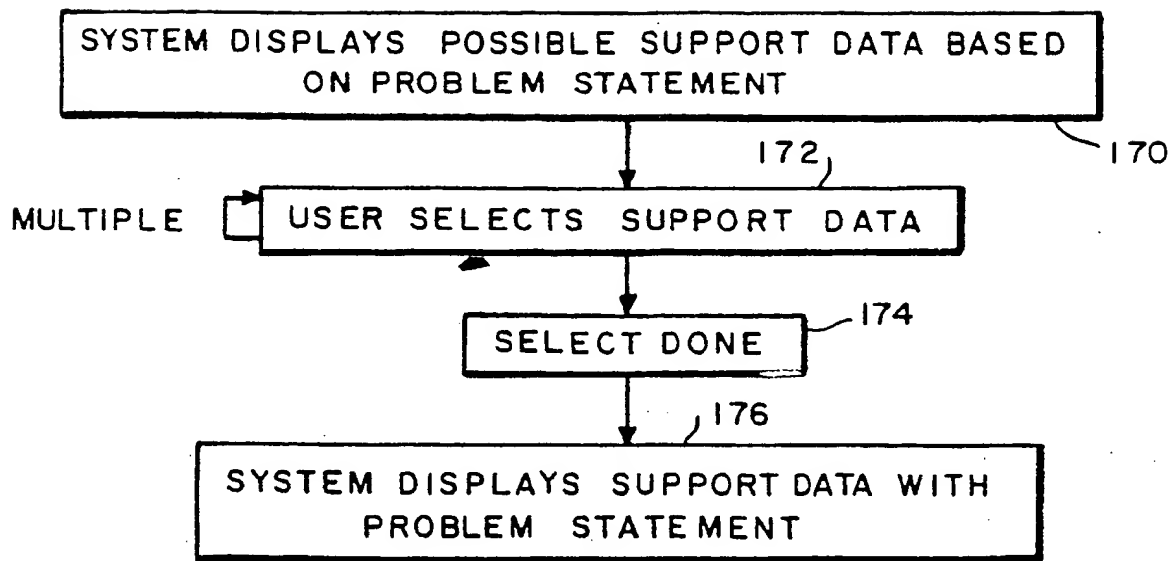 SYSTEM DISPLAYS POSSIBLE SUPPORT DATA BASED
ON PROBLEM STATEMENT
170
172
MULTIPLE
USER SELECTS SUPPORT DATA
174
SELECT DONE
176
SYSTEM DISPLAYS SUPPORT DATA WITH
PROBLEM STATEMENT